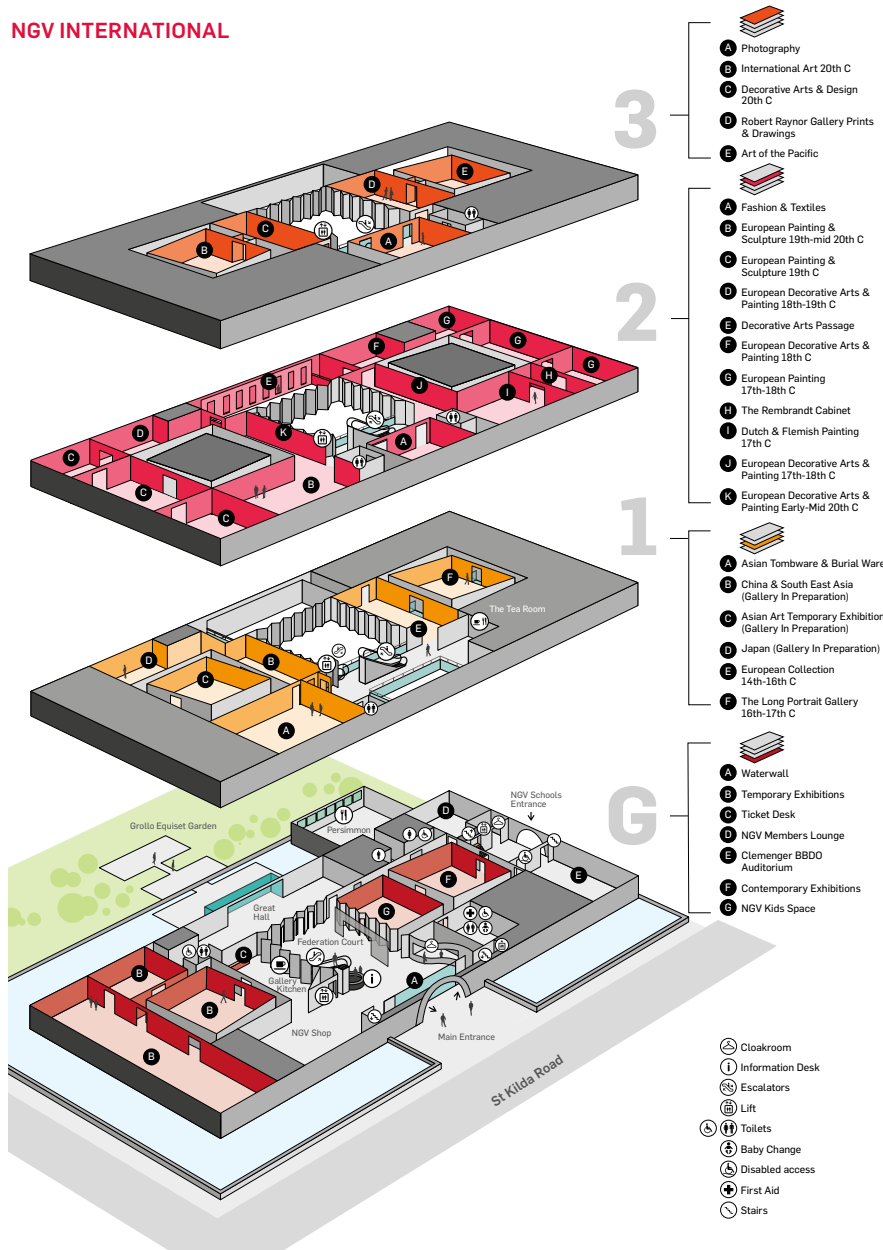 NGV INTERNATIONAL
3
A Photography
B International Art 20th C
C Decorative Arts & Design
20th C
D Robert Raynor Gallery Prints
& Drawings
E Art of the Pacific
D
E
C
B
A
2
A Fashion & Textiles
B European Painting &
Sculpture 19th-mid 20th C
C European Painting &
Sculpture 19th C
D European Decorative Arts &
Painting 18th-19th C
E Decorative Arts Passage
F European Decorative Arts &
Painting 18th C
G European Painting
17th-18th C
H The Rembrandt Cabinet
I Dutch & Flemish Painting
17th C
J European Decorative Arts &
Painting 17th-18th C
K European Decorative Arts &
Painting Early-Mid 20th C
G
G
F
G
H
E
J
I
D
K
A
C
B
C
C
1
A Asian Tombware & Burial Ware
B China & South East Asia
(Gallery In Preparation)
C Asian Art Temporary Exhibition
(Gallery In Preparation)
D Japan (Gallery In Preparation)
E European Collection
14th-16th C
F The Long Portrait Gallery
16th-17th C
F
The Tea Room
E
D
B
C
A
G
A Waterwall
B Temporary Exhibitions
C Ticket Desk
D NGV Members Lounge
E Clemenger BBDO
Auditorium
F Contemporary Exhibitions
G NGV Kids Space
NGV Schools
Entrance
D
Grollo Equiset Garden
Persimmon
E
F
Great
Hall
G
Federation Court
C
B
Gallery
Kitchen
i
A
B
NGV Shop
Main Entrance
B
St Kilda Road
Cloakroom
i Information Desk
Escalators
Lift
Toilets
Baby Change
Disabled access
First Aid
Stairs